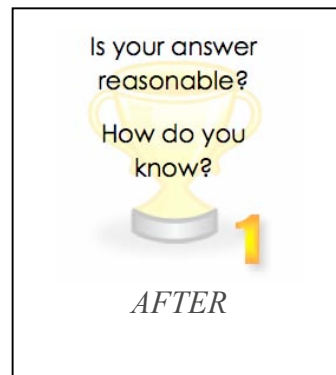 Is your answer
reasonable?
How do you
know?
1
AFTER